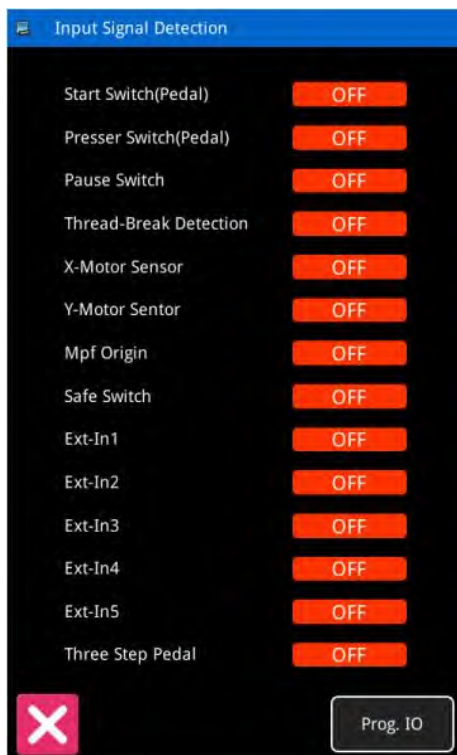 Input Signal Detection
Start Switch(Pedal) OFF
Presser Switch(Pedal) OFF
Pause Switch OFF
Thread-Break Detection OFF
X-Motor Sensor OFF
Y-Motor Sentor OFF
Mpf Origin OFF
Safe Switch OFF
Ext-In1 OFF
Ext-In2 OFF
Ext-In3 OFF
Ext-In4 OFF
Ext-In5 OFF
Three Step Pedal OFF
Prog. IO